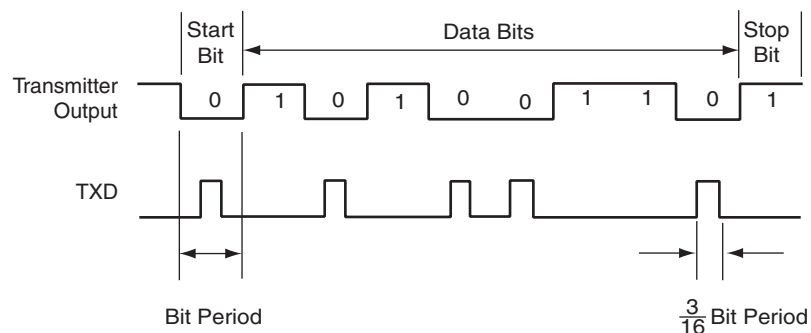 Start
Bit
Data Bits
Stop
Bit
Transmitter
Output
0 1 0 1 0 0 1 1 0 1
TXD
Bit Period
3/16 Bit Period